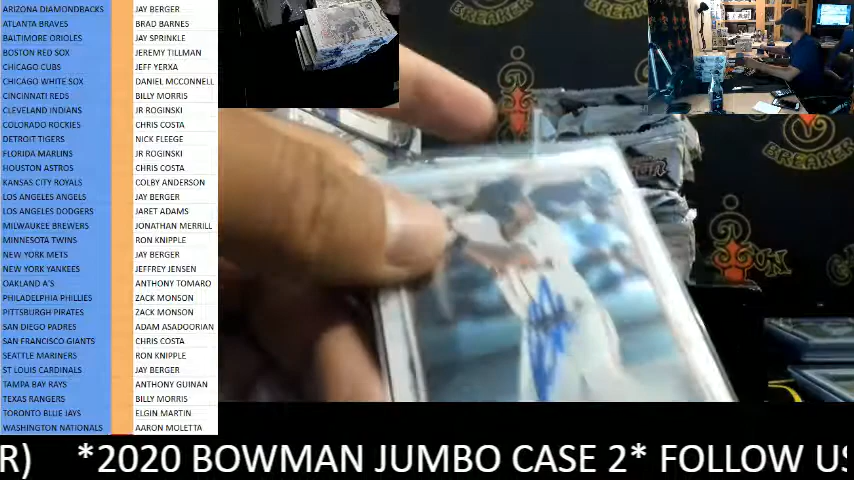 ARIZONA DIAMONDBACKS JAY BERGER
ATLANTA BRAVES BRAD BARNES
BALTIMORE ORIOLES JAY SPRINKLE
BOSTON RED SOX JEREMY TILLMAN
CHICAGO CUBS JEFF YERXA
CHICAGO WHITE SOX DANIEL MCCONNELL
CINCINNATI REDS BILLY MORRIS
CLEVELAND INDIANS JR ROGINSKI
COLORADO ROCKIES CHRIS COSTA
DETROIT TIGERS NICK FLEEGE
FLORIDA MARLINS JR ROGINSKI
HOUSTON ASTROS CHRIS COSTA
KANSAS CITY ROYALS COLBY ANDERSON
LOS ANGELES ANGELS JAY BERGER
LOS ANGELES DODGERS JARET ADAMS
MILWAUKEE BREWERS JONATHAN MERRILL
MINNESOTA TWINS RON KNIPPLE
NEW YORK METS JAY BERGER
NEW YORK YANKEES JEFFREY JENSEN
OAKLAND A'S ANTHONY TOMARO
PHILADELPHIA PHILLIES ZACK MONSON
PITTSBURGH PIRATES ZACK MONSON
SAN DIEGO PADRES ADAM ASADOORIAN
SAN FRANCISCO GIANTS CHRIS COSTA
SEATTLE MARINERS RON KNIPPLE
ST LOUIS CARDINALS JAY BERGER
TAMPA BAY RAYS ANTHONY GUINAN
TEXAS RANGERS BILLY MORRIS
TORONTO BLUE JAYS ELGIN MARTIN
WASHINGTON NATIONALS AARON MOLETTA
BREAKER
BREAKER
BREAKER
R) *2020 BOWMAN JUMBO CASE 2* FOLLOW US